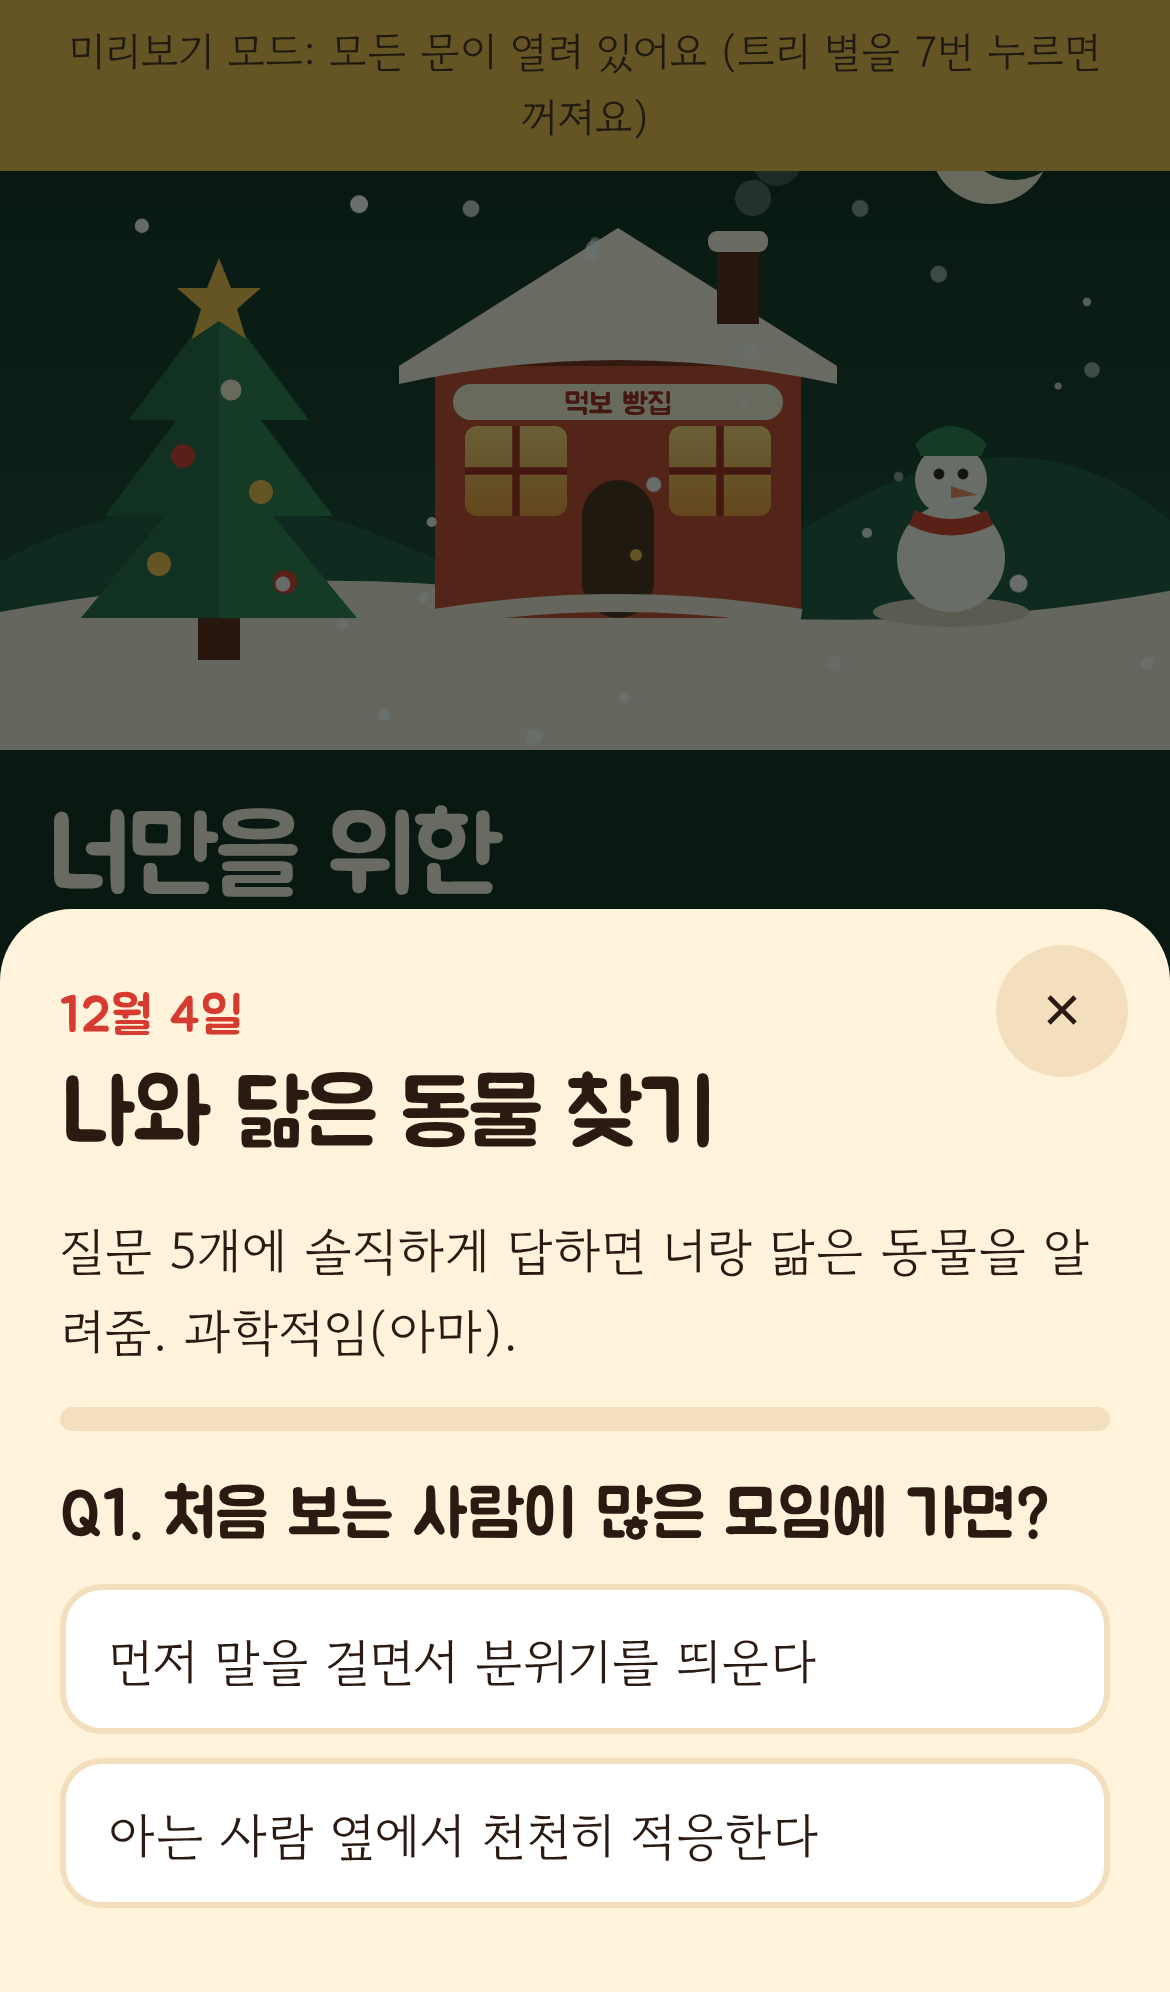 미리보기 모드: 모든 문이 열려 있어요 (트리 별을 7번 누르면
꺼져요)
먹보 빵집
너만을 위한
12월 4일
×
나와 닮은 동물 찾기
질문 5개에 솔직하게 답하면 너랑 닮은 동물을 알
려줌. 과학적임(아마).
Q1. 처음 보는 사람이 많은 모임에 가면?
먼저 말을 걸면서 분위기를 띄운다
아는 사람 옆에서 천천히 적응한다